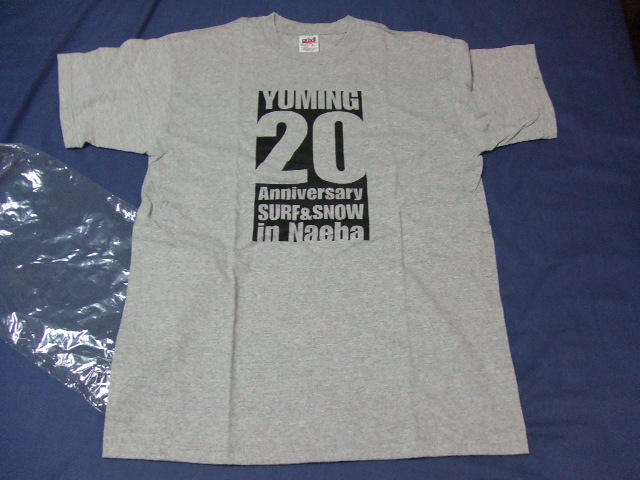 YUMING
20
Anniversary
SURF&SNOW
in Naeba